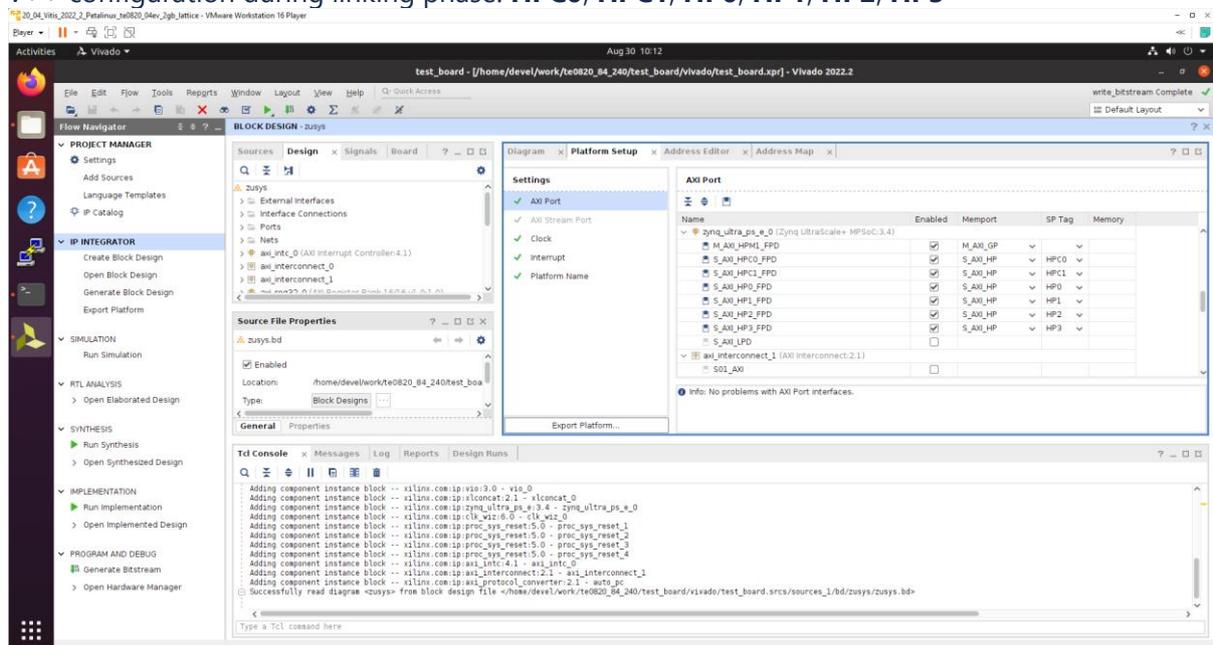 V++ configuration during linking phase: HPC0, HPC1, HP0, HP1, HP2, HP3
20_04_Vitis_2022_2_Petalinux_te0820_04ev_2gb_lattice - VMware Workstation 16 Player
Player
Activities Vivado Aug 30 10:12
test_board - [/home/devel/work/te0820_84_240/test_board/vivado/test_board.xpr] - Vivado 2022.2
File Edit Flow Tools Reports Window Layout View Help Quick Access write_bitstream Complete
Default Layout
Flow Navigator
PROJECT MANAGER
Settings
Add Sources
Language Templates
IP Catalog
IP INTEGRATOR
Create Block Design
Open Block Design
Generate Block Design
Export Platform
SIMULATION
Run Simulation
RTL ANALYSIS
Open Elaborated Design
SYNTHESIS
Run Synthesis
Open Synthesized Design
IMPLEMENTATION
Run Implementation
Open Implemented Design
PROGRAM AND DEBUG
Generate Bitstream
Open Hardware Manager
BLOCK DESIGN - zusys
Sources Design Signals Board
zusys
External Interfaces
Interface Connections
Ports
Nets
axi_intc_0 (AXI Interrupt Controller:4.1)
axi_interconnect_0
axi_interconnect_1
axi_reg32_0 (AXI Register Bank 16/16 v1.0:1.0)
Source File Properties
zusys.bd
Enabled
Location: /home/devel/work/te0820_84_240/test_boa
Type: Block Designs
General Properties
Diagram Platform Setup Address Editor Address Map
Settings
AXI Port
AXI Stream Port
Clock
Interrupt
Platform Name
Export Platform...
AXI Port
Name Enabled Memport SP Tag Memory
zynq_ultra_ps_e_0 (Zynq UltraScale+ MPSoC:3.4)
M_AXI_HPM1_FPD M_AXI_GP
S_AXI_HPC0_FPD S_AXI_HP HPC0
S_AXI_HPC1_FPD S_AXI_HP HPC1
S_AXI_HP0_FPD S_AXI_HP HP0
S_AXI_HP1_FPD S_AXI_HP HP1
S_AXI_HP2_FPD S_AXI_HP HP2
S_AXI_HP3_FPD S_AXI_HP HP3
S_AXI_LPD
axi_interconnect_1 (AXI Interconnect:2.1)
S01_AXI
Info: No problems with AXI Port interfaces.
Tcl Console Messages Log Reports Design Runs
Adding component instance block -- xilinx.com:ip:vio:3.0 - vio_0
Adding component instance block -- xilinx.com:ip:xlconcat:2.1 - xlconcat_0
Adding component instance block -- xilinx.com:ip:zynq_ultra_ps_e:3.4 - zynq_ultra_ps_e_0
Adding component instance block -- xilinx.com:ip:clk_wiz:6.0 - clk_wiz_0
Adding component instance block -- xilinx.com:ip:proc_sys_reset:5.0 - proc_sys_reset_1
Adding component instance block -- xilinx.com:ip:proc_sys_reset:5.0 - proc_sys_reset_2
Adding component instance block -- xilinx.com:ip:proc_sys_reset:5.0 - proc_sys_reset_3
Adding component instance block -- xilinx.com:ip:proc_sys_reset:5.0 - proc_sys_reset_4
Adding component instance block -- xilinx.com:ip:axi_intc:4.1 - axi_intc_0
Adding component instance block -- xilinx.com:ip:axi_interconnect:2.1 - axi_interconnect_1
Adding component instance block -- xilinx.com:ip:axi_protocol_converter:2.1 - auto_pc
Successfully read diagram <zusys> from block design file </home/devel/work/te0820_84_240/test_board/vivado/test_board.srcs/sources_1/bd/zusys/zusys.bd>
Type a Tcl command here